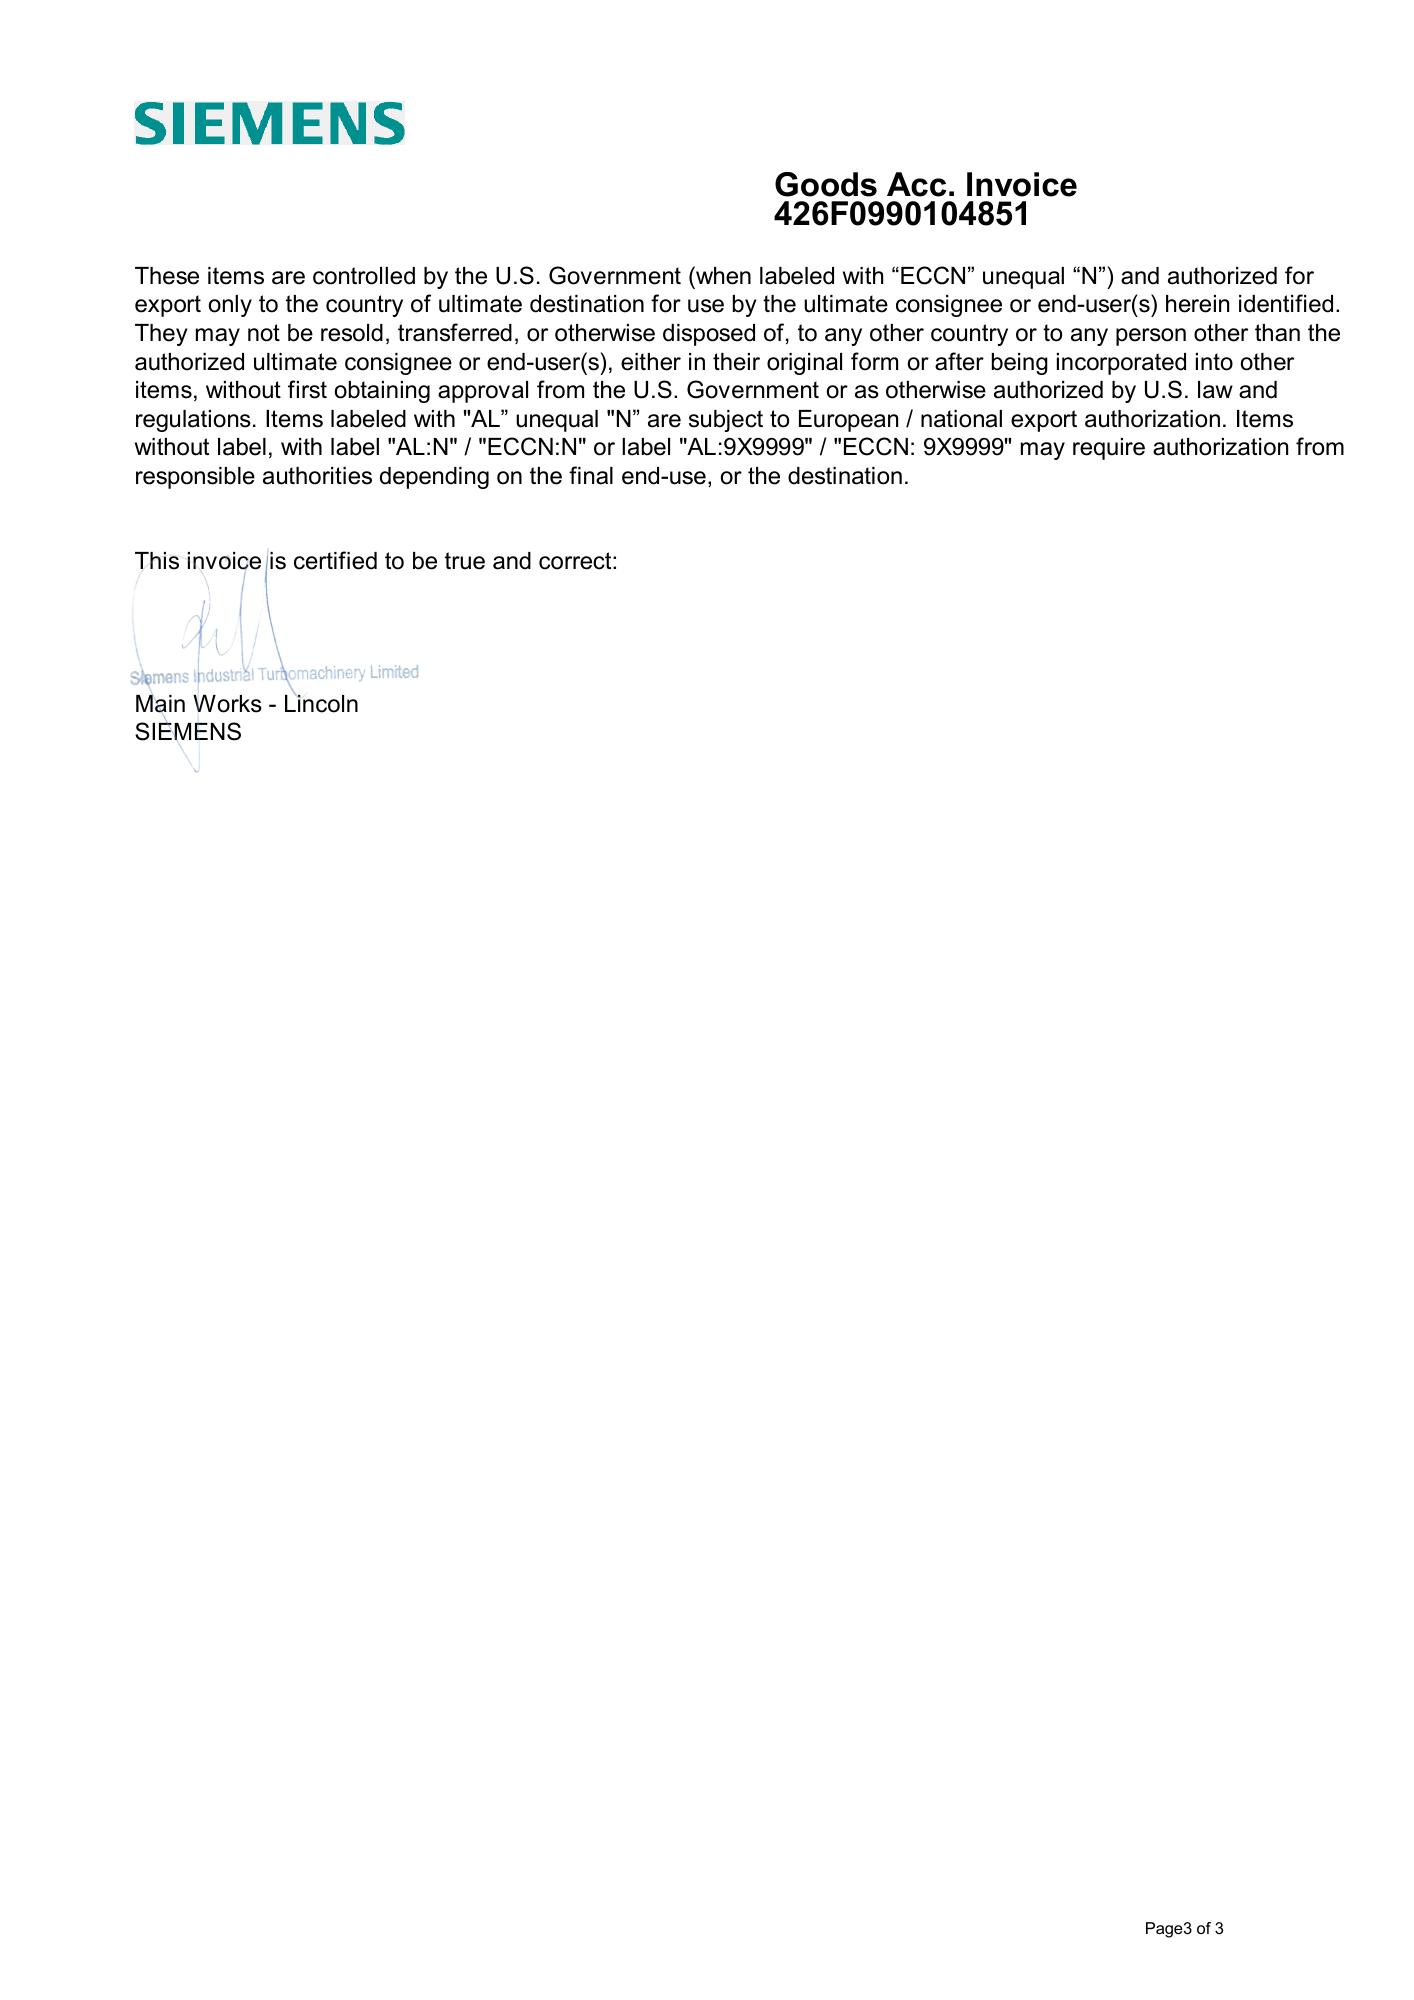 SIEMENS
Goods Acc. Invoice
426F0990104851
These items are controlled by the U.S. Government (when labeled with “ECCN” unequal “N”) and authorized for
export only to the country of ultimate destination for use by the ultimate consignee or end-user(s) herein identified.
They may not be resold, transferred, or otherwise disposed of, to any other country or to any person other than the
authorized ultimate consignee or end-user(s), either in their original form or after being incorporated into other
items, without first obtaining approval from the U.S. Government or as otherwise authorized by U.S. law and
regulations. Items labeled with "AL” unequal "N” are subject to European / national export authorization. Items
without label, with label "AL:N" / "ECCN:N" or label "AL:9X9999" / "ECCN: 9X9999" may require authorization from
responsible authorities depending on the final end-use, or the destination.
This invoice is certified to be true and correct:
Siemens Industrial Turbomachinery Limited
Main Works - Lincoln
SIEMENS
Page3 of 3